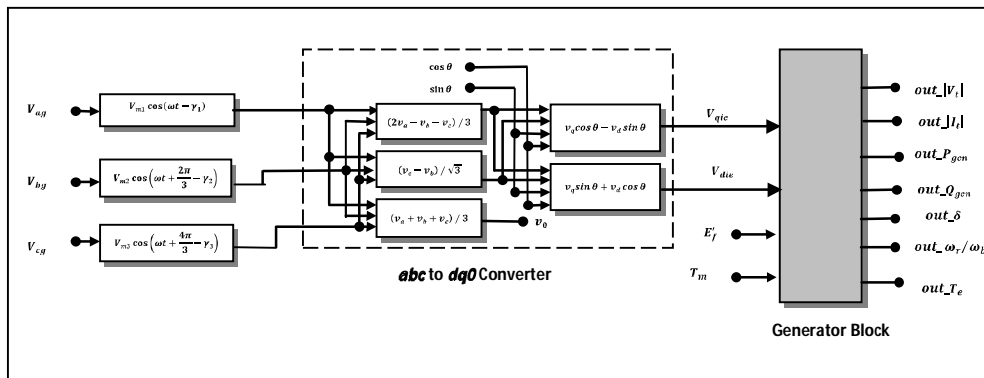 cos θ
sin θ
V_ag
V_m1 cos(ωt − γ_1)
(2v_a − v_b − v_c) / 3
v_q cos θ − v_d sin θ
V_qie
V_bg
V_m2 cos(ωt + 2π/3 − γ_2)
(v_c − v_b) / √3
v_q sin θ + v_d cos θ
V_die
V_cg
V_m3 cos(ωt + 4π/3 − γ_3)
(v_a + v_b + v_c) / 3
v_0
E'_f
T_m
out_|V_t|
out_|I_t|
out_P_gen
out_Q_gen
out_δ
out_ω_r/ω_b
out_T_e
abc to dq0 Converter
Generator Block